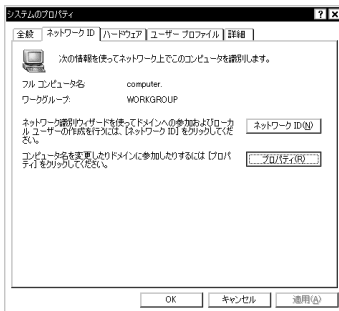 システムのプロパティ
全般 ネットワーク ID ハードウェア ユーザー プロファイル 詳細
次の情報を使ってネットワーク上でこのコンピュータを識別します。
フル コンピュータ名: computer.
ワークグループ: WORKGROUP
ネットワーク識別ウィザードを使ってドメインへの参加およびローカ
ル ユーザーの作成を行うには、[ネットワーク ID] をクリックしてくだ
さい。
ネットワーク ID(N)
コンピュータ名を変更したりドメインに参加したりするには [プロパ
ティ] をクリックしてください。
プロパティ(R)
OK キャンセル 適用(A)